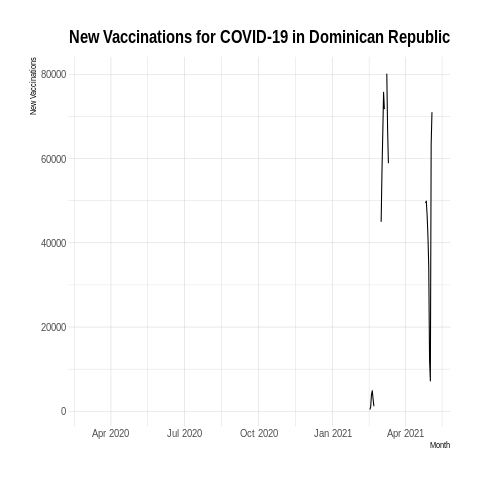 New Vaccinations for COVID-19 in Dominican Republic
New Vaccinations
80000
60000
40000
20000
0
Apr 2020 Jul 2020 Oct 2020 Jan 2021 Apr 2021
Month